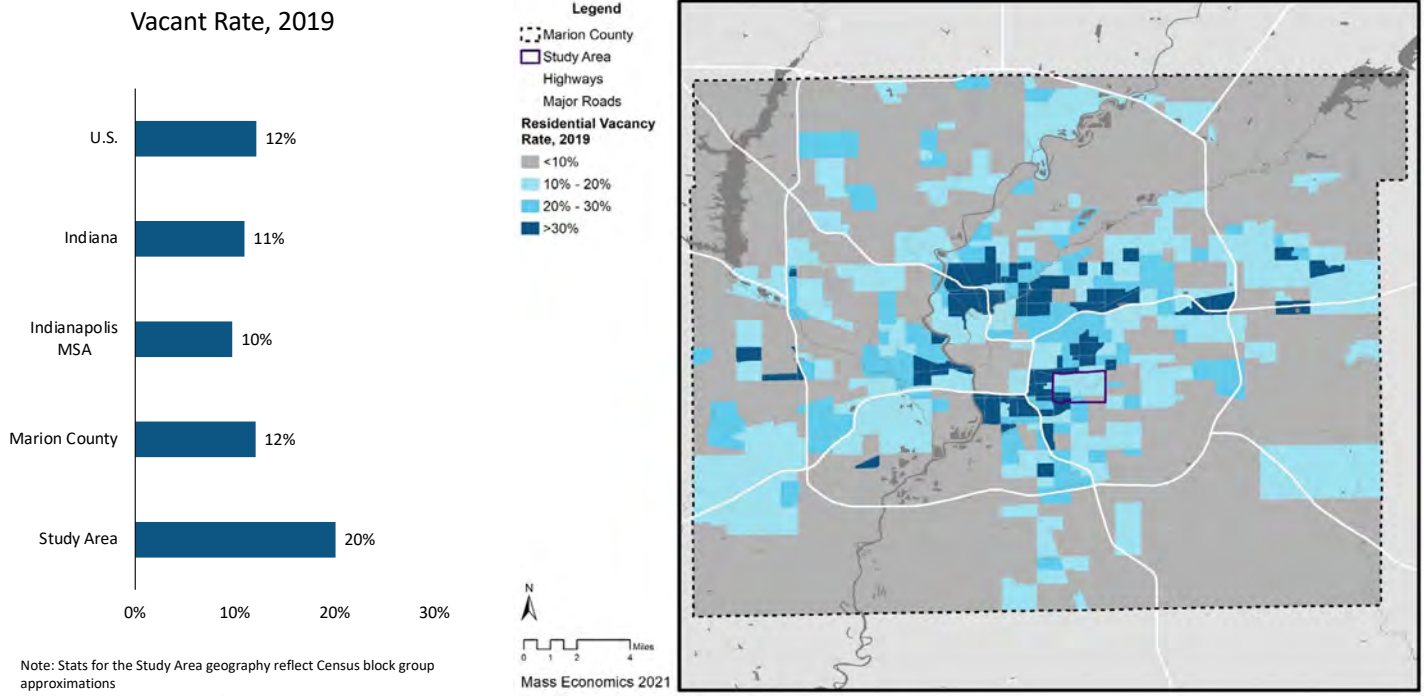 Vacant Rate, 2019
U.S.
12%
Indiana
11%
Indianapolis
MSA
10%
Marion County
12%
Study Area
20%
0%
10%
20%
30%
Note: Stats for the Study Area geography reflect Census block group
approximations
Legend
Marion County
Study Area
Highways
Major Roads
Residential Vacancy
Rate, 2019
<10%
10% - 20%
20% - 30%
>30%
N
Miles
0 1 2 4
Mass Economics 2021